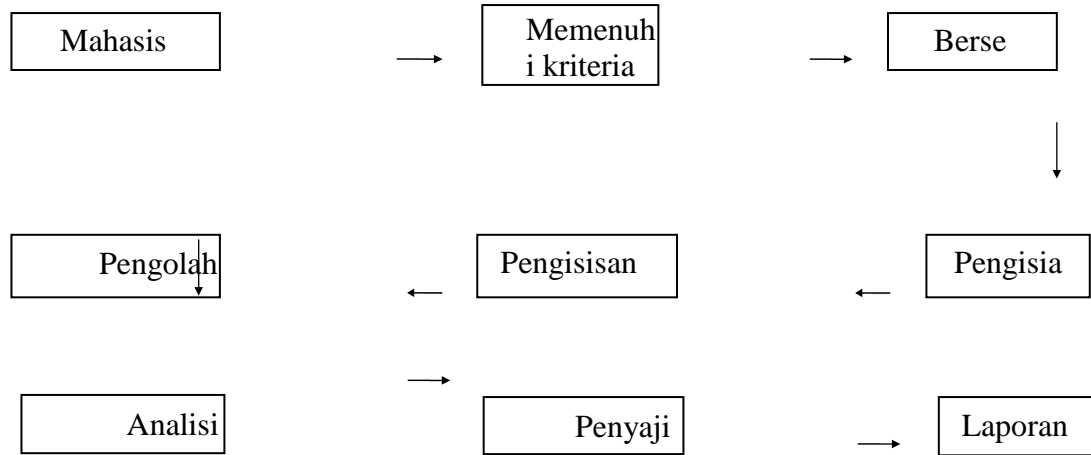 Mahasis
Memenuh
i kriteria
Berse
Pengolah
Pengisisan
Pengisia
Analisi
Penyaji
Laporan